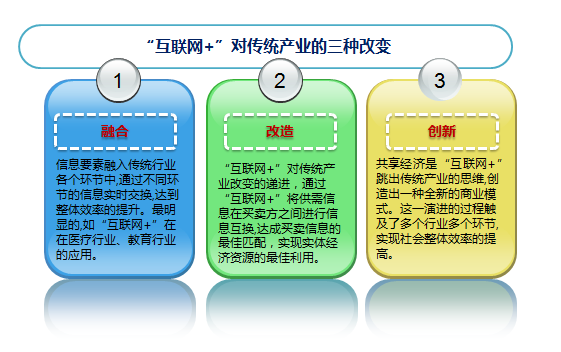 “互联网+”对传统产业的三种改变
1
融合
信息要素融入传统行业
各个环节中,通过不同环
节的信息实时交换,达到
整体效率的提升。最明
显的,如“互联网+”在
在医疗行业、教育行业
的应用。
2
改造
“互联网+”对传统产
业改变的递进，通过
“互联网+”将供需信
息在买卖方之间进行信
息互换,达成买卖信息的
最佳匹配，实现实体经
济资源的最佳利用。
3
创新
共享经济是“互联网+”
跳出传统产业的思维,创
造出一种全新的商业模
式。这一演进的过程触
及了多个行业多个环节,
实现社会整体效率的提
高。